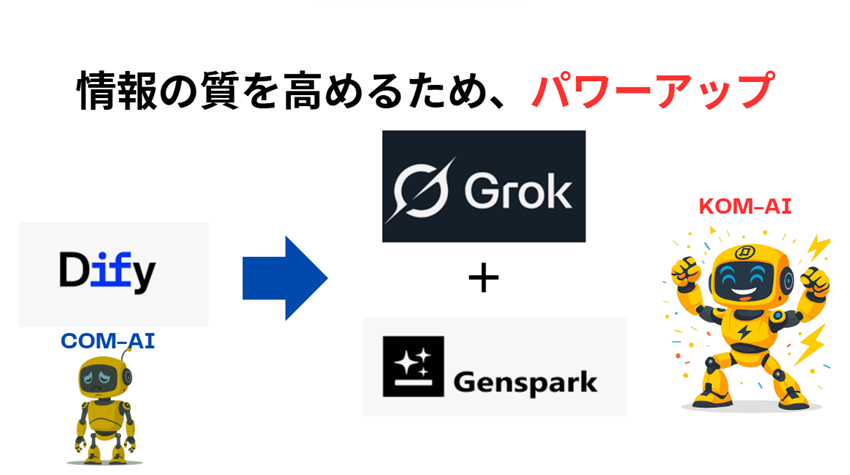 情報の質を高めるため、パワーアップ
Grok
KOM-AI
Dify
+
COM-AI
Genspark